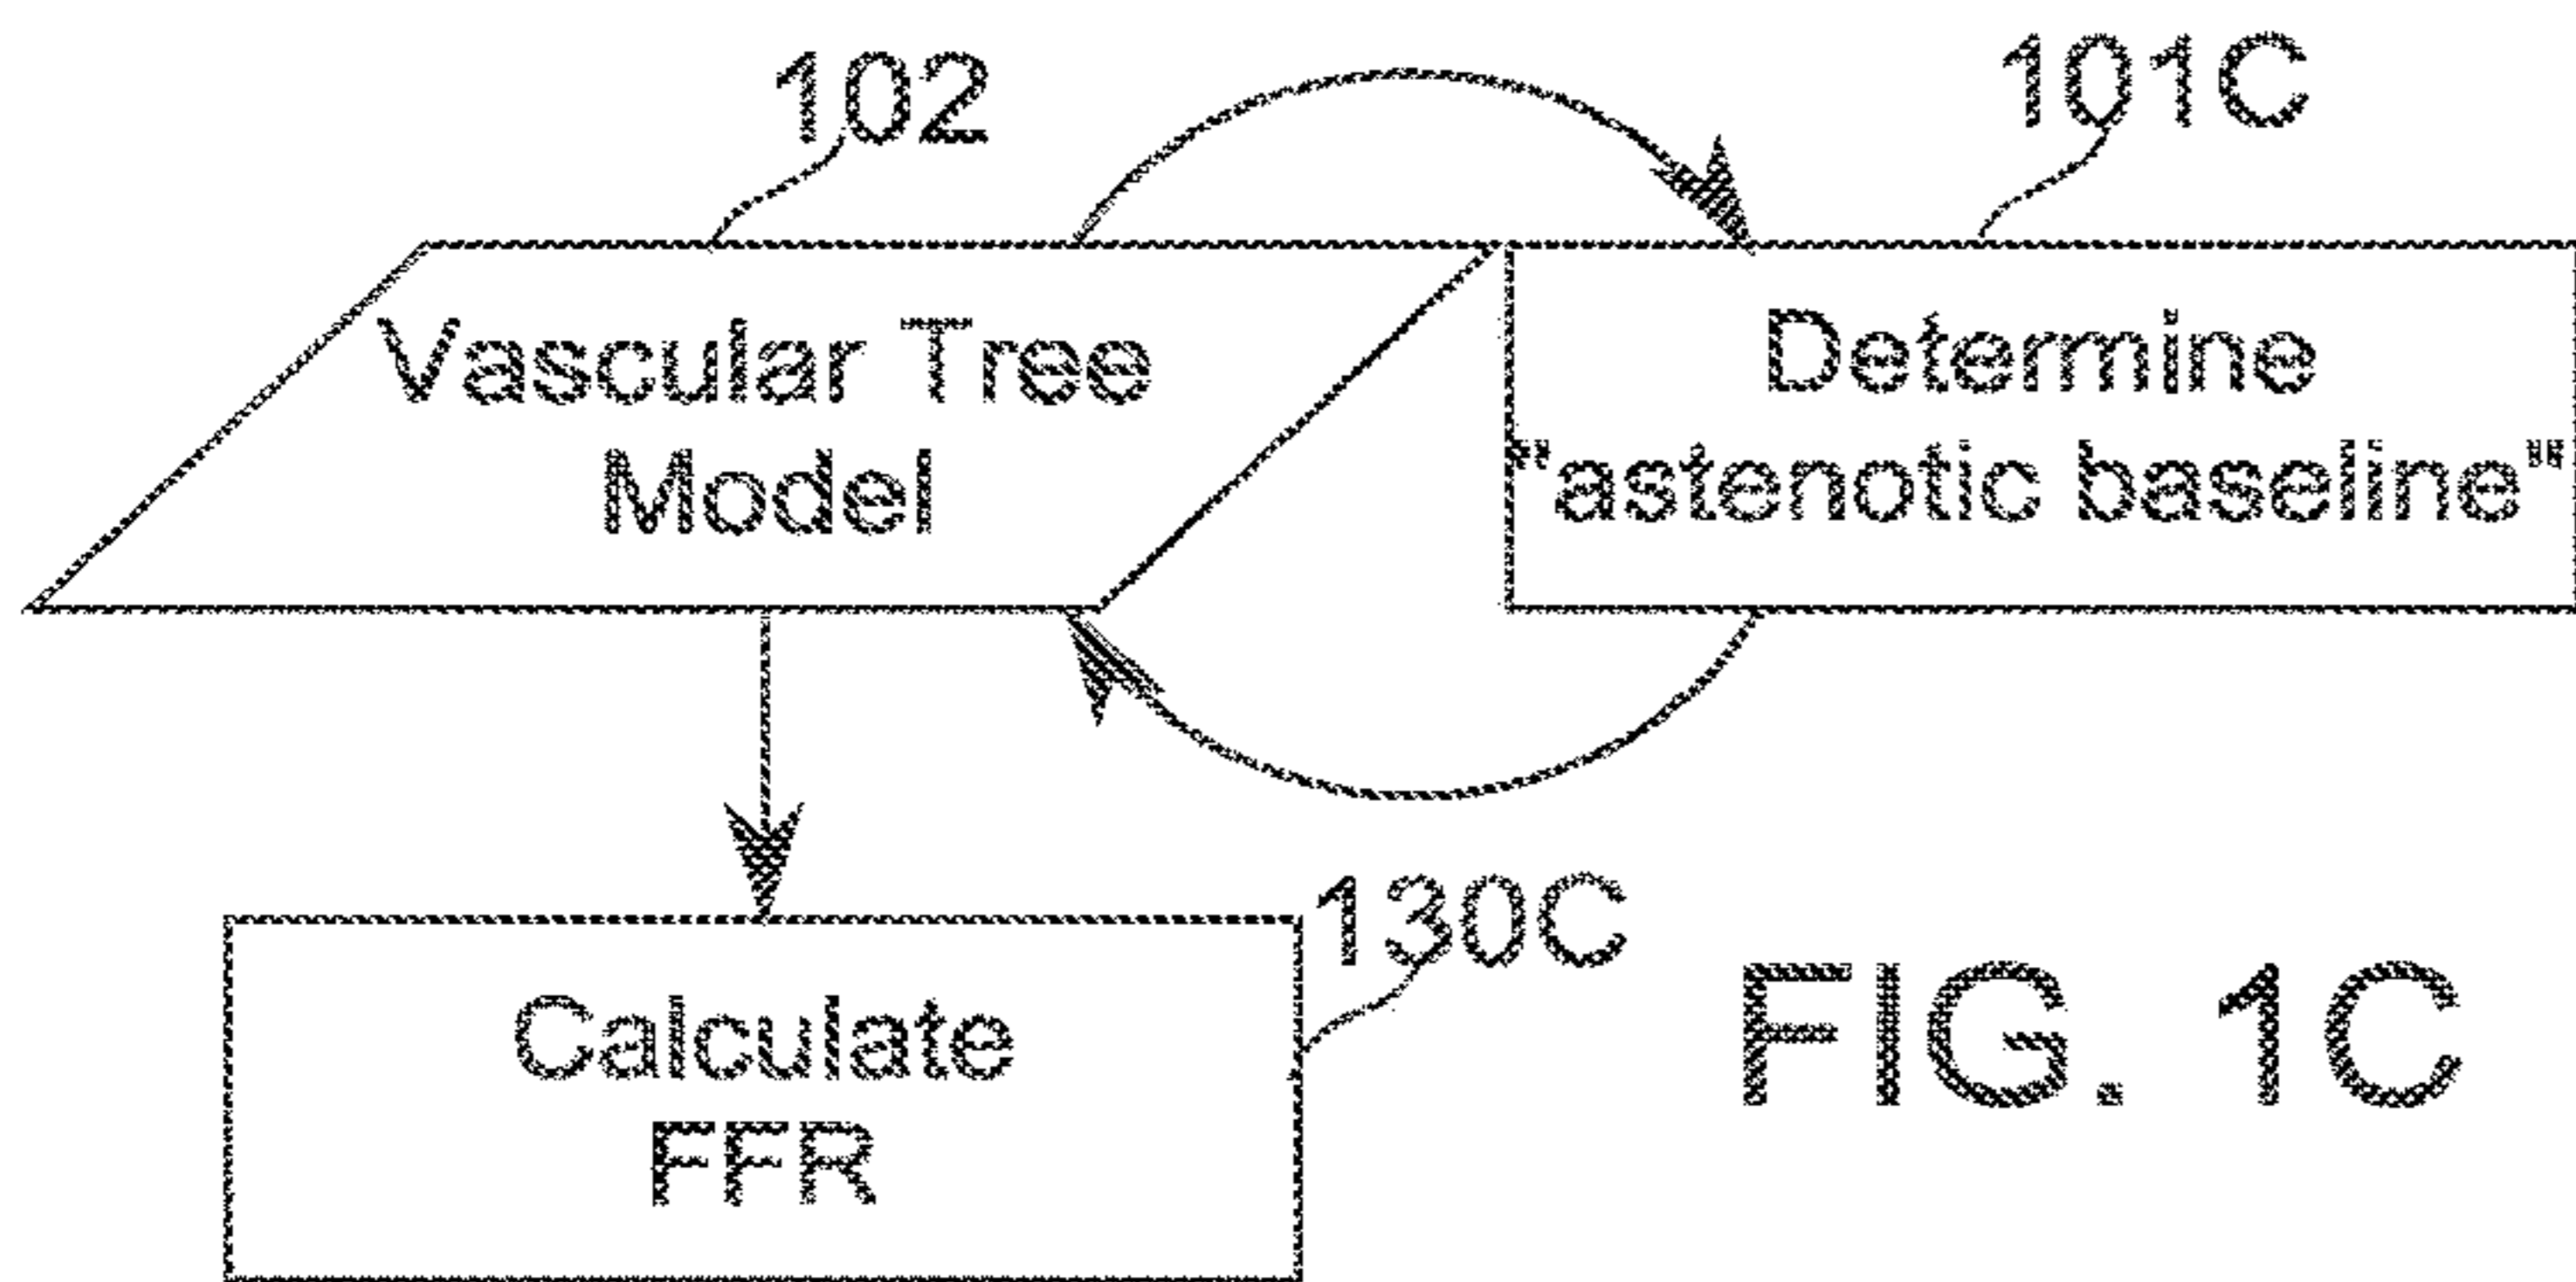 102
101C
Vascular Tree
Model
Determine
"astenotic baseline"
130C
Calculate
FFR
FIG. 1C